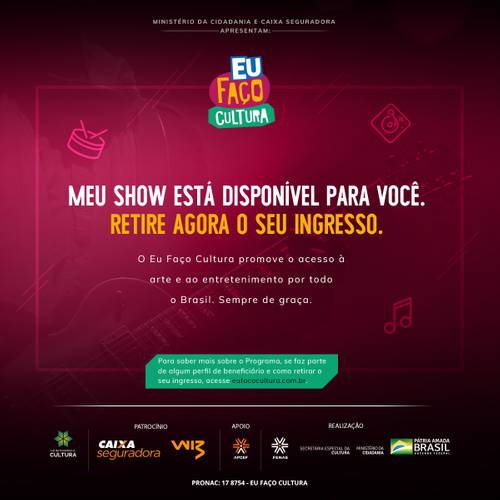 MINISTÉRIO DA CIDADANIA E CAIXA SEGURADORA
APRESENTAM:
EU
FAÇO
CULTURA
MEU SHOW ESTÁ DISPONÍVEL PARA VOCÊ.
RETIRE AGORA O SEU INGRESSO.
O Eu Faço Cultura promove o acesso à
arte e ao entretenimento por todo
o Brasil. Sempre de graça.
Para saber mais sobre o Programa, se faz parte
de algum perfil de beneficiário e como retirar o
seu ingresso, acesse eufacocultura.com.br.
PATROCÍNIO
APOIO
REALIZAÇÃO
CULTURA
CAIXA
seguradora
WIZ
APCEF
FENAE
SECRETARIA ESPECIAL DA
CULTURA
MINISTÉRIO DA
CIDADANIA
PÁTRIA AMADA
BRASIL
GOVERNO FEDERAL
PRONAC: 17 8754 - EU FAÇO CULTURA